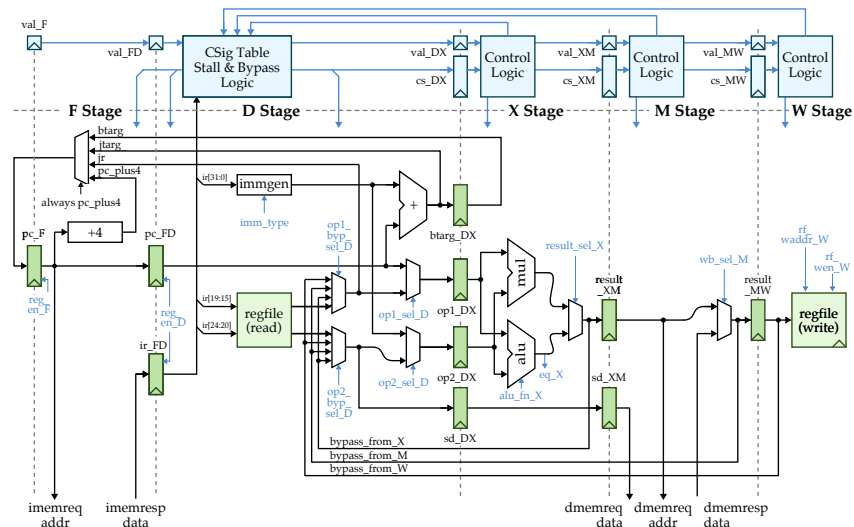 val_F
val_FD
CSig Table
Stall & Bypass
Logic
val_DX
cs_DX
Control
Logic
val_XM
cs_XM
Control
Logic
val_MW
cs_MW
Control
Logic
F Stage
D Stage
X Stage
M Stage
W Stage
btarg
jtarg
jr
pc_plus4
always pc_plus4
ir[31:0]
immgen
imm_type
+
btarg_DX
pc_F
+4
pc_FD
reg_
en_F
reg_
en_D
ir_FD
op1_
byp_
sel_D
ir[19:15]
ir[24:20]
regfile
(read)
op1_sel_D
op1_DX
op2_
byp_
sel_D
op2_sel_D
op2_DX
sd_DX
mul
alu
alu_fn_X
eq_X
result_sel_X
result
_XM
sd_XM
wb_sel_M
result
_MW
rf_
waddr_W
rf_
wen_W
regfile
(write)
bypass_from_X
bypass_from_M
bypass_from_W
imemreq
addr
imemresp
data
dmemreq
data
dmemreq
addr
dmemresp
data